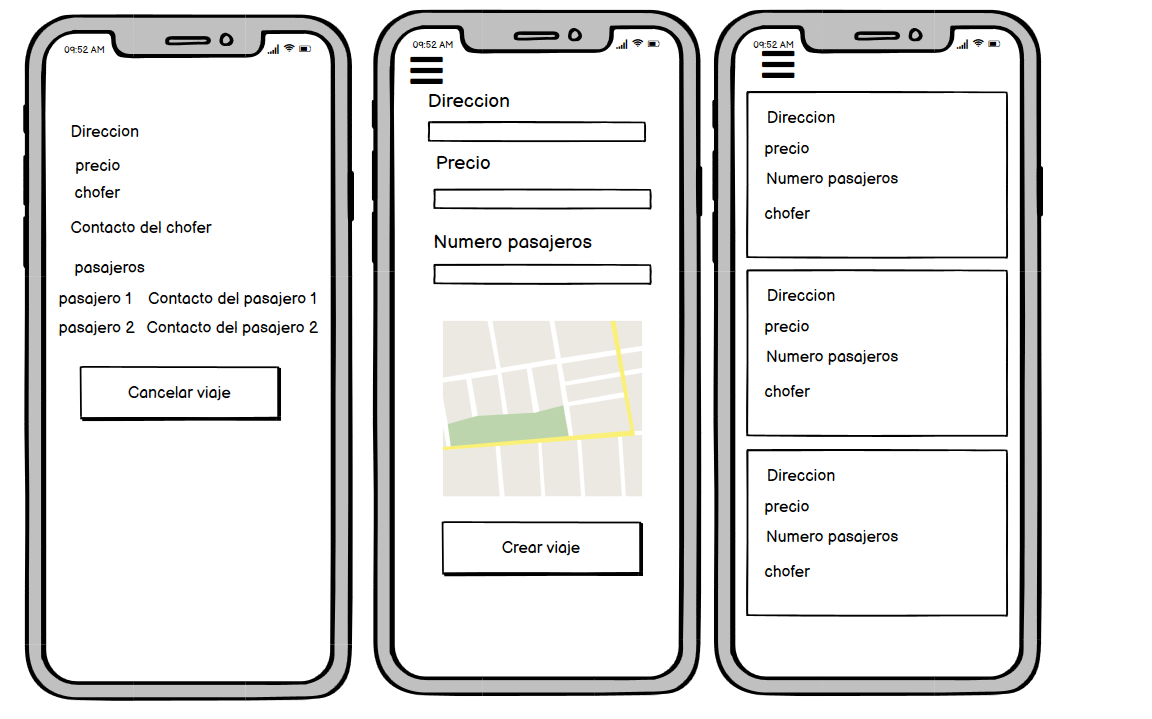 09:52 AM
Direccion
precio
chofer
Contacto del chofer
pasajeros
pasajero 1 Contacto del pasajero 1
pasajero 2 Contacto del pasajero 2
Cancelar viaje
09:52 AM
Direccion
Precio
Numero pasajeros
Crear viaje
09:52 AM
Direccion
precio
Numero pasajeros
chofer
Direccion
precio
Numero pasajeros
chofer
Direccion
precio
Numero pasajeros
chofer